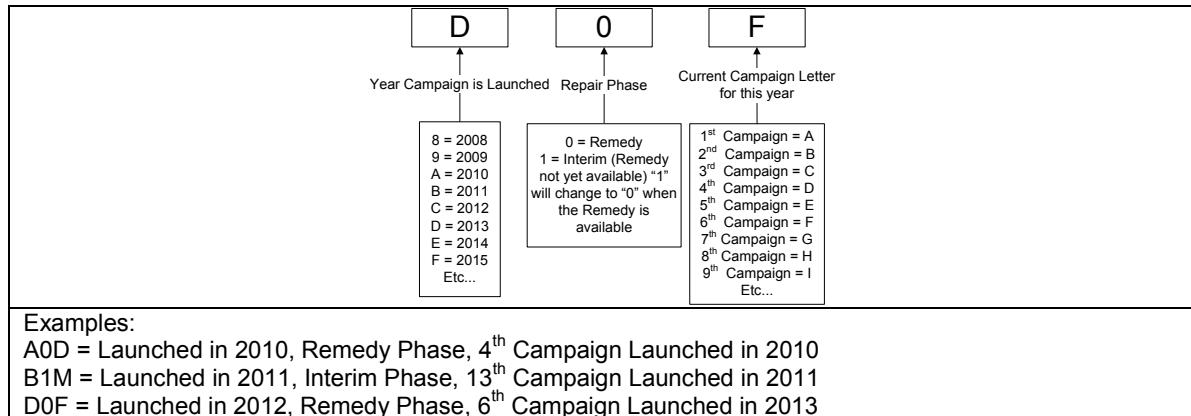 D 0 F
Year Campaign is Launched Repair Phase Current Campaign Letter
for this year
8 = 2008
9 = 2009
A = 2010
B = 2011
C = 2012
D = 2013
E = 2014
F = 2015
Etc...
0 = Remedy
1 = Interim (Remedy
not yet available) “1”
will change to “0” when
the Remedy is
available
1st Campaign = A
2nd Campaign = B
3rd Campaign = C
4th Campaign = D
5th Campaign = E
6th Campaign = F
7th Campaign = G
8th Campaign = H
9th Campaign = I
Etc...
Examples:
A0D = Launched in 2010, Remedy Phase, 4th Campaign Launched in 2010
B1M = Launched in 2011, Interim Phase, 13th Campaign Launched in 2011
D0F = Launched in 2012, Remedy Phase, 6th Campaign Launched in 2013